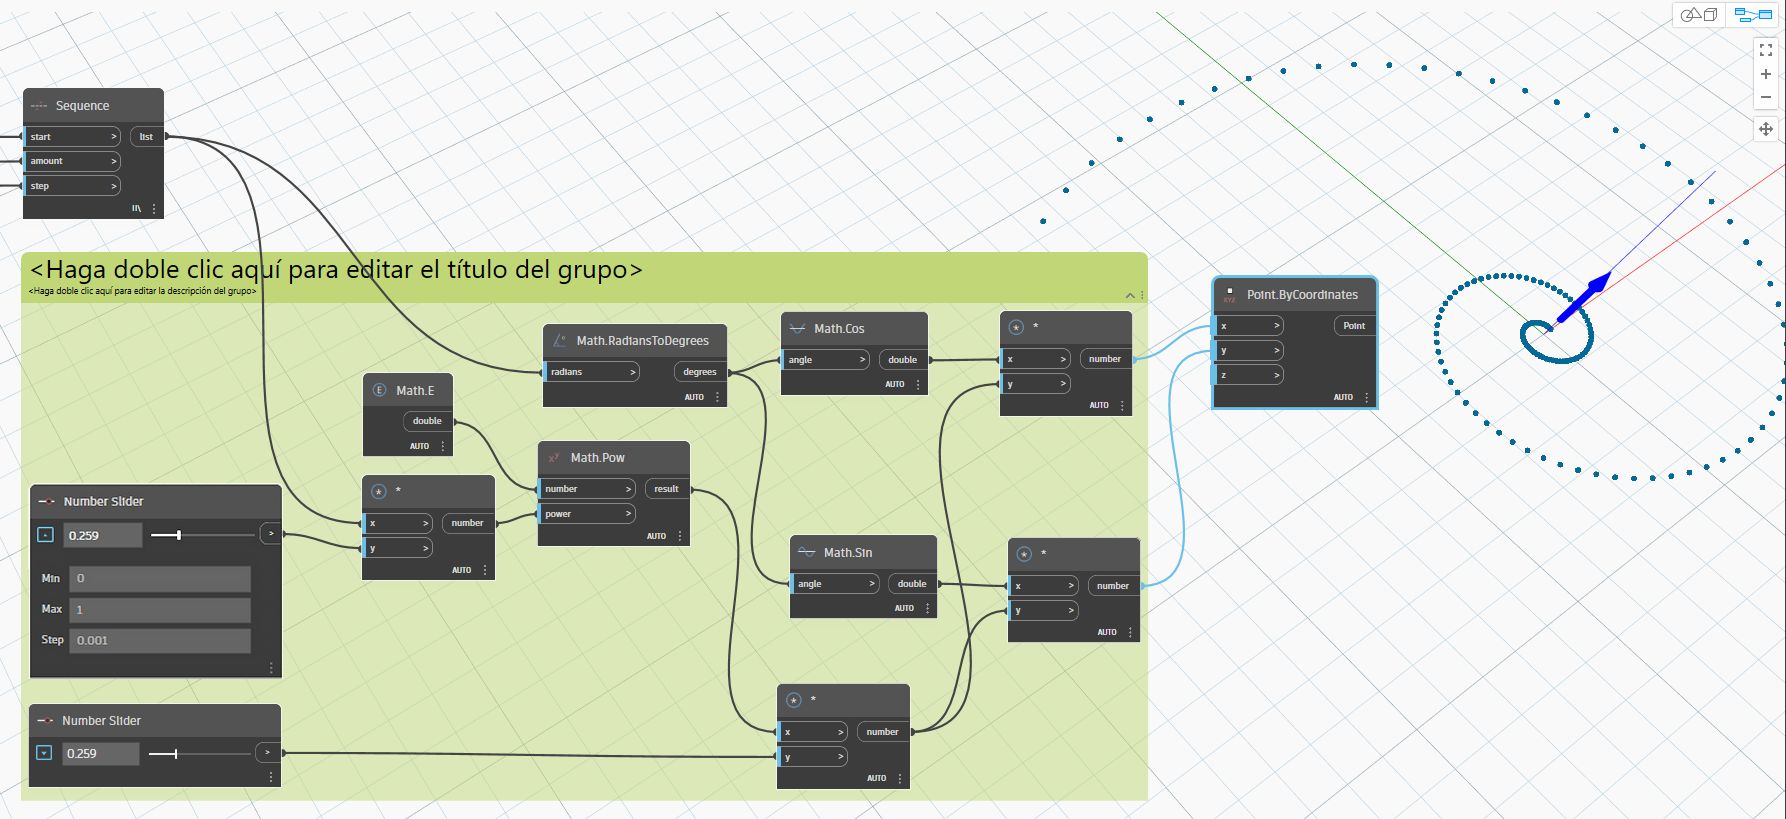 Sequence
start >
list
amount >
step >
<Haga doble clic aquí para editar el título del grupo>
<Haga doble clic aquí para editar la descripción del grupo>
Math.RadiansToDegrees
radians >
degrees
AUTO
Math.Cos
angle >
double
AUTO
*
x >
number
y >
AUTO
XYZ
Point.ByCoordinates
x >
Point
y >
z >
AUTO
E
Math.E
double
AUTO
xy
Math.Pow
number >
result
power >
AUTO
Number Slider
0.259
>
Min 0
Max 1
Step 0.001
*
x >
number
y >
AUTO
Math.Sin
angle >
double
AUTO
*
x >
number
y >
AUTO
Number Slider
0.259
>
*
x >
number
y >
AUTO